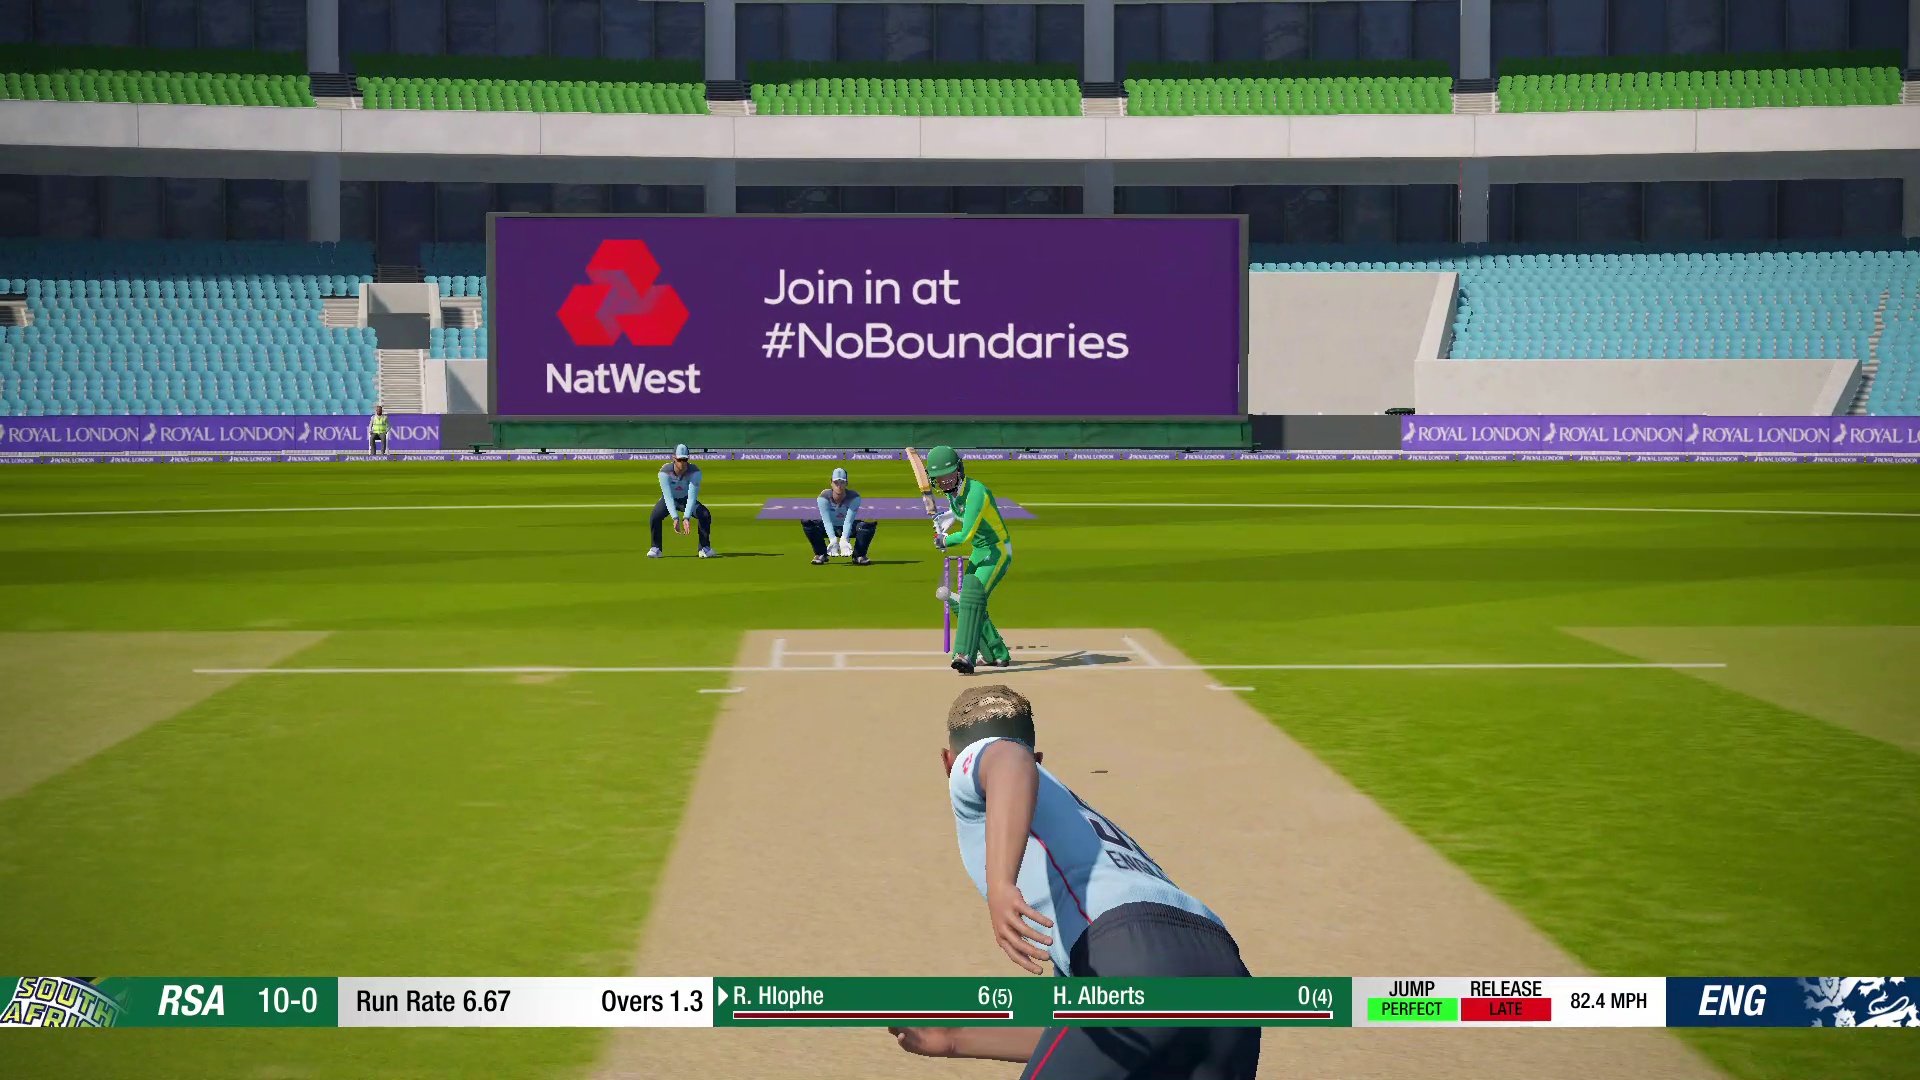 Join in at
#NoBoundaries
NatWest
ROYAL LONDON ROYAL LONDON ROYAL LONDON
ROYAL LONDON ROYAL LONDON ROYAL LONDON ROYAL L
SOUTH
RSA 10-0 Run Rate 6.67 Overs 1.3 R. Hlophe 6(5) H. Alberts 0(4) JUMP PERFECT RELEASE LATE 82.4 MPH ENG